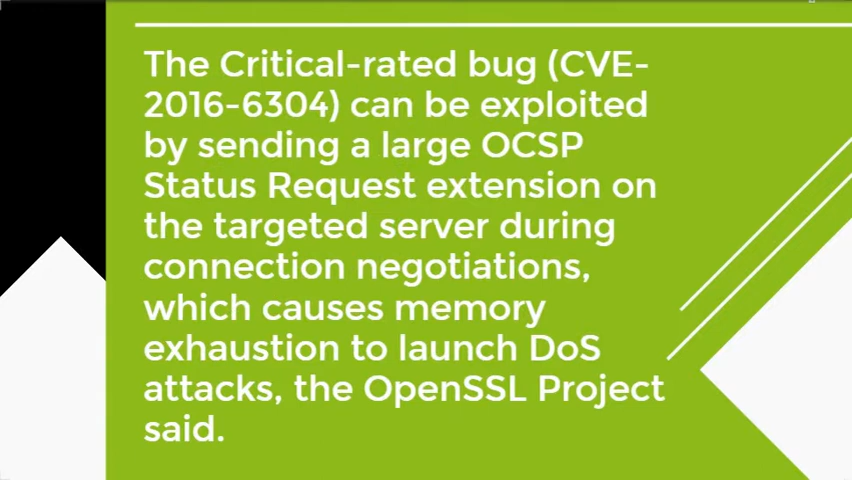 The Critical-rated bug (CVE-
2016-6304) can be exploited
by sending a large OCSP
Status Request extension on
the targeted server during
connection negotiations,
which causes memory
exhaustion to launch DoS
attacks, the OpenSSL Project
said.